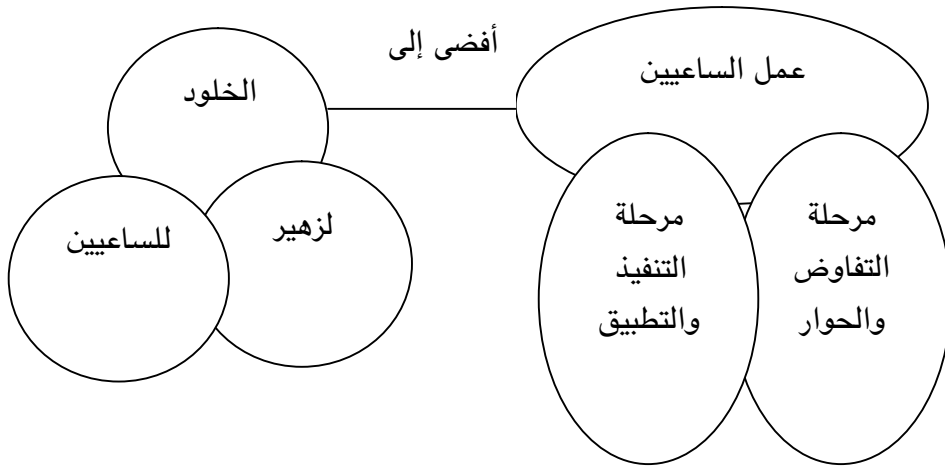 عمل الساعيين
أفضى إلى
الخلود
مرحلة
التفاوض
والحوار
مرحلة
التنفيذ
والتطبيق
لزهير
للساعيين